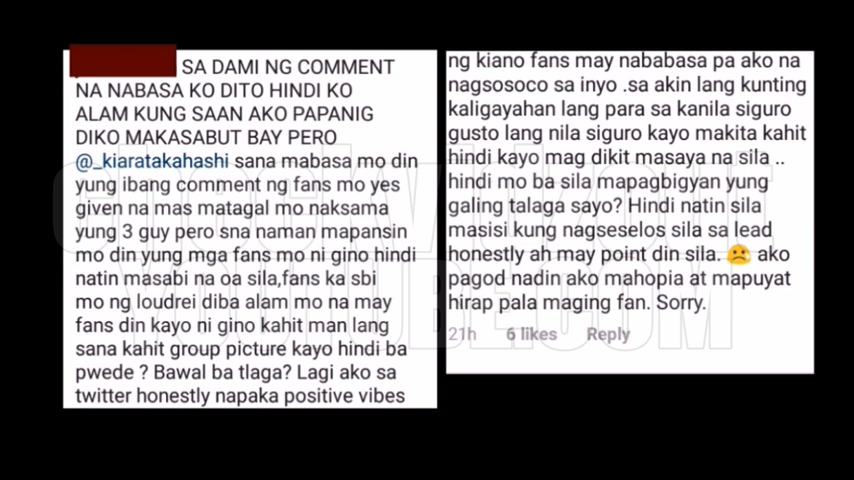 SA DAMI NG COMMENT
NA NABASA KO DITO HINDI KO
ALAM KUNG SAAN AKO PAPANIG
DIKO MAKASABUT BAY PERO
@_kiaratakahashi sana mabasa mo din
yung ibang comment ng fans mo yes
given na mas matagal mo naksama
yung 3 guy pero sna naman mapansin
mo din yung mga fans mo ni gino hindi
natin masabi na oa sila,fans ka sbi
mo ng loudrei diba alam mo na may
fans din kayo ni gino kahit man lang
sana kahit group picture kayo hindi ba
pwede ? Bawal ba tlaga? Lagi ako sa
twitter honestly napaka positive vibes
ng kiano fans may nababasa pa ako na
nagsosoco sa inyo .sa akin lang kunting
kaligayahan lang para sa kanila siguro
gusto lang nila siguro kayo makita kahit
hindi kayo mag dikit masaya na sila ..
hindi mo ba sila mapagbigyan yung
galing talaga sayo? Hindi natin sila
masisi kung nagseselos sila sa lead
honestly ah may point din sila. ☹️ ako
pagod nadin ako mahopia at mapuyat
hirap pala maging fan. Sorry.
21h 6 likes Reply
YOUTUBE.COM